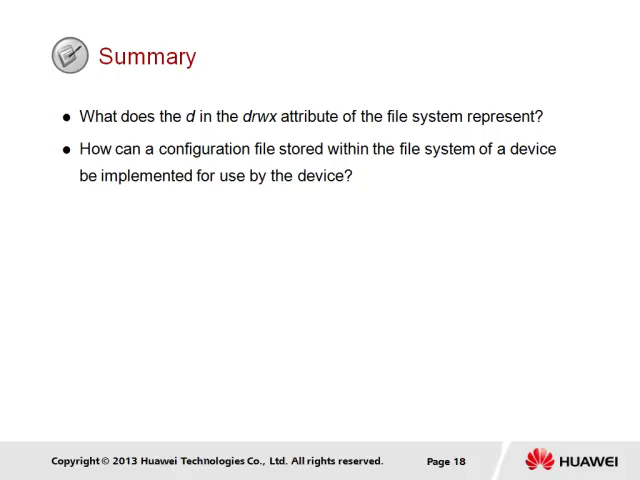 Summary
● What does the d in the drwx attribute of the file system represent?
● How can a configuration file stored within the file system of a device
be implemented for use by the device?
Copyright © 2013 Huawei Technologies Co., Ltd. All rights reserved.
Page 18
HUAWEI